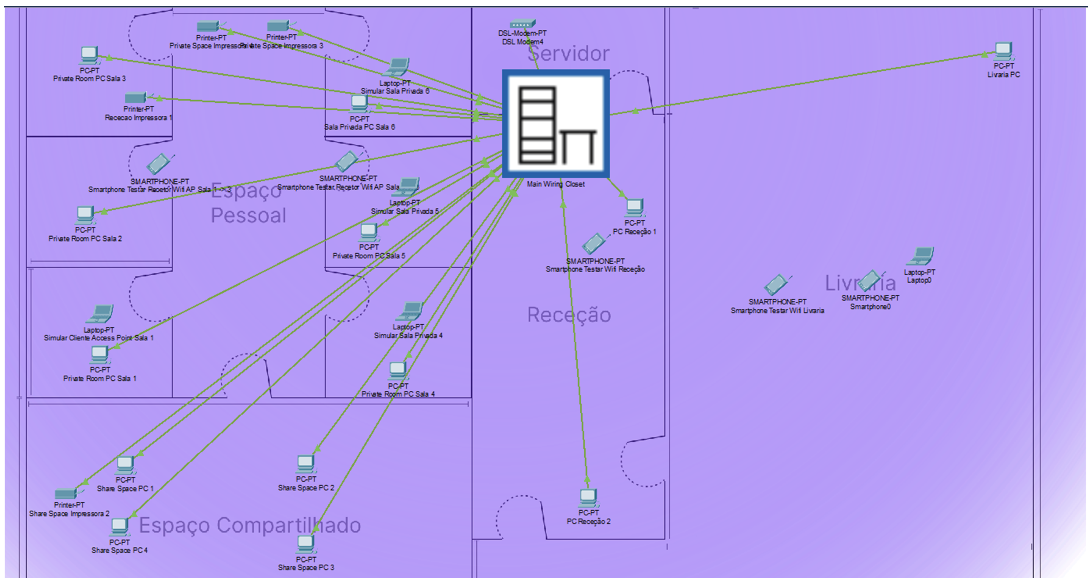 Printer-PT
Private Space Impressora 3
DSL-Modem-PT
DSL Modem4
Servidor
PC-PT
Private Room PC Sala 3
Laptop-PT
Simular Sala Privada 6
PC-PT
Livraria PC
Printer-PT
Rececao Impressora 1
PC-PT
Sala Privada PC Sala 6
Main Wiring Closet
SMARTPHONE-PT
Smartphone Testar Recetor Wifi AP Sala
SMARTPHONE-PT
Smartphone Testar Recetor Wifi AP Sala
Espaço
Pessoal
Laptop-PT
Simular Sala Privada 5
PC-PT
Private Room PC Sala 2
PC-PT
Private Room PC Sala 5
PC-PT
PC Receção 1
SMARTPHONE-PT
Smartphone Testar Wifi Receção
Laptop-PT
Laptop0
Livraria
SMARTPHONE-PT
Smartphone Testar Wifi Livraria
SMARTPHONE-PT
Smartphone0
Receção
Laptop-PT
Simular Cliente Access Point Sala 1
Laptop-PT
Simular Sala Privada 4
PC-PT
Private Room PC Sala 1
PC-PT
Private Room PC Sala 4
PC-PT
Share Space PC 1
PC-PT
Share Space PC 2
Printer-PT
Share Space Impressora 2
PC-PT
PC Receção 2
Espaço Compartilhado
PC-PT
Share Space PC 4
PC-PT
Share Space PC 3